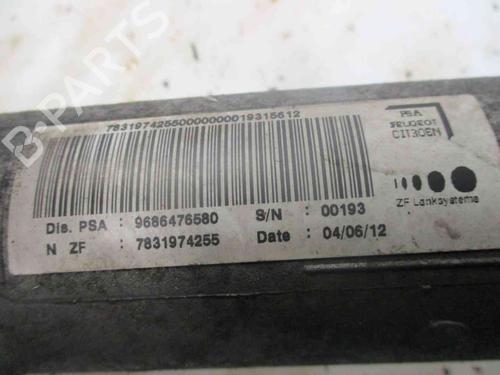 7831974255000000019315612
PSA
PEUGEOT
CITROEN
Dis. PSA : 9686476580 S/N : 00193
N ZF : 7831974255 Date : 04/06/12
ZF Lenksysteme
B-Parts